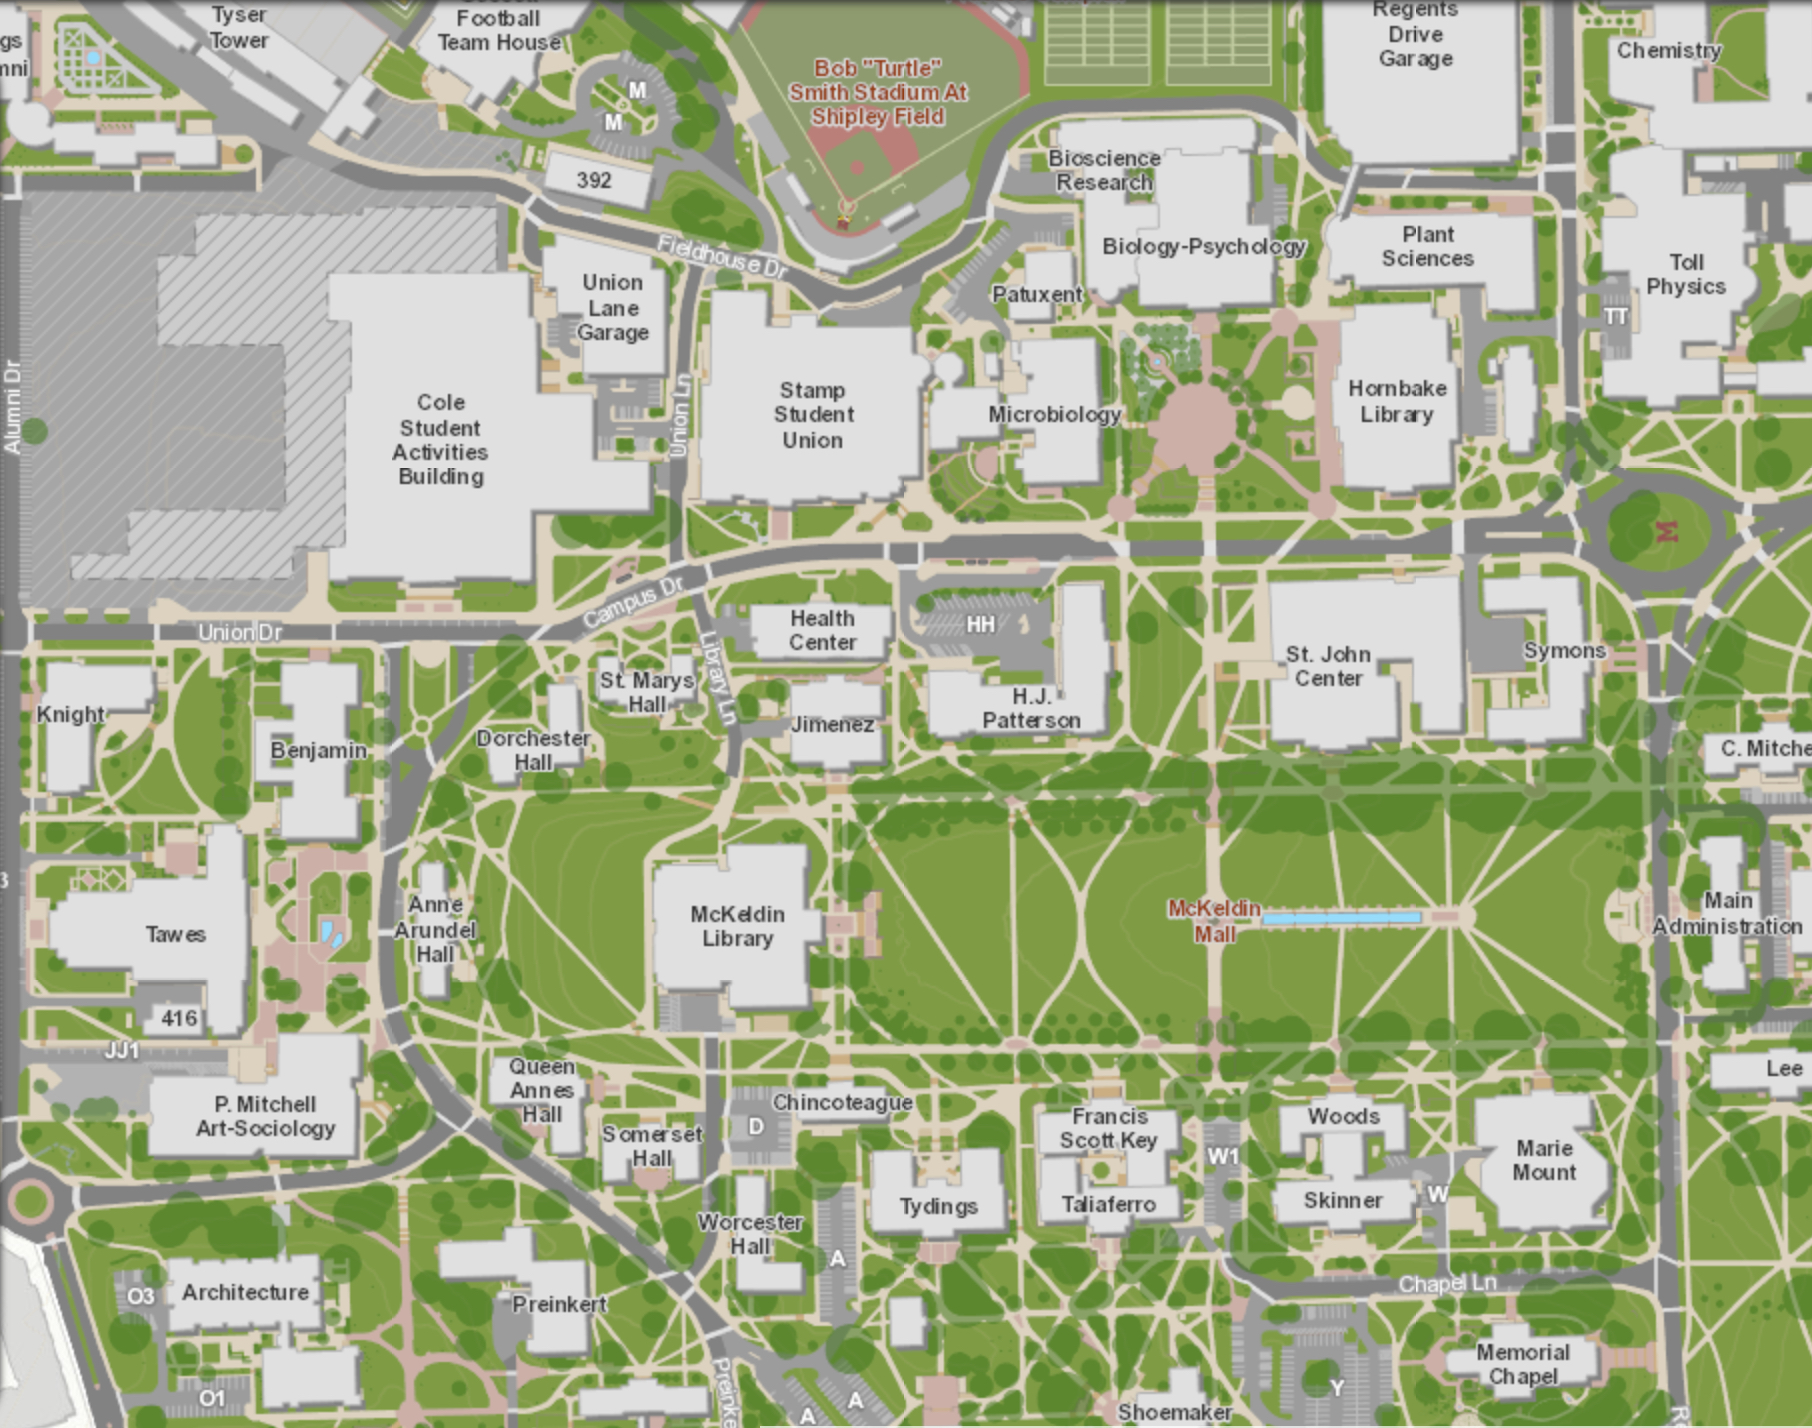 Tyser
Tower
Football
Team House
Regents
Drive
Garage
Chemistry
M
M
Bob "Turtle"
Smith Stadium At
Shipley Field
392
Bioscience
Research
Biology-Psychology
Plant
Sciences
Toll
Physics
TT
Fieldhouse Dr
Union
Lane
Garage
Patuxent
Alumni Dr
Cole
Student
Activities
Building
Union Ln
Stamp
Student
Union
Microbiology
Hornbake
Library
M
Campus Dr
Union Dr
Library Ln
Health
Center
HH
St. John
Center
Symons
Knight
Benjamin
St. Marys
Hall
Dorchester
Hall
Jimenez
H.J.
Patterson
C. Mitche
Tawes
Anne
Arundel
Hall
McKeldin
Library
McKeldin
Mall
Main
Administration
416
JJ1
P. Mitchell
Art-Sociology
Queen
Annes
Hall
Somerset
Hall
D
Chincoteague
Francis
Scott Key
Taliaferro
W1
Woods
Skinner
W
Marie
Mount
Lee
Tydings
Worcester
Hall
A
Chapel Ln
O3
Architecture
Preinkert
O1
Preinke
A
A
Shoemaker
Y
Memorial
Chapel